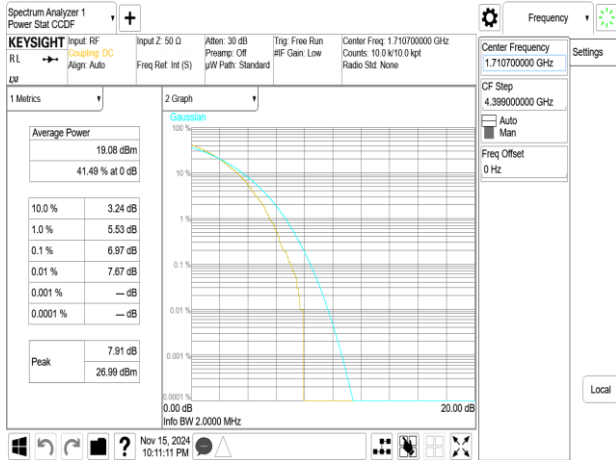 Spectrum Analyzer 1
Power Stat CCDF
Frequency
KEYSIGHT
RL
LXI
Input: RF
Coupling: DC
Align: Auto
Input Z: 50 Ω
Freq Ref: Int (S)
Atten: 30 dB
Preamp: Off
µW Path: Standard
Trig: Free Run
#IF Gain: Low
Center Freq: 1.710700000 GHz
Counts: 10.0 k/10.0 kpt
Radio Std: None
Center Frequency
1.710700000 GHz
Settings
CF Step
4.399000000 GHz
Auto
Man
Freq Offset
0 Hz
Local
1 Metrics
Average Power
19.08 dBm
41.49 % at 0 dB
10.0 % 3.24 dB
1.0 % 5.53 dB
0.1 % 6.97 dB
0.01 % 7.67 dB
0.001 % --- dB
0.0001 % --- dB
Peak 7.91 dB
26.99 dBm
2 Graph
Gaussian
100 %
10 %
1 %
0.1 %
0.01 %
0.001 %
0.0001 %
0.00 dB 20.00 dB
Info BW 2.0000 MHz
Nov 15, 2024
10:11:11 PM